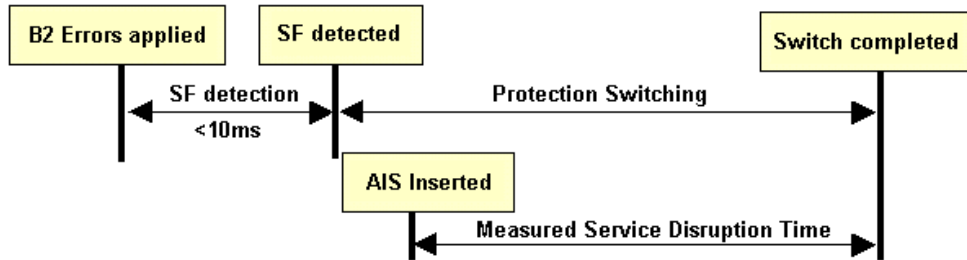 B2 Errors applied
SF detected
Switch completed
SF detection
<10ms
Protection Switching
AIS Inserted
Measured Service Disruption Time